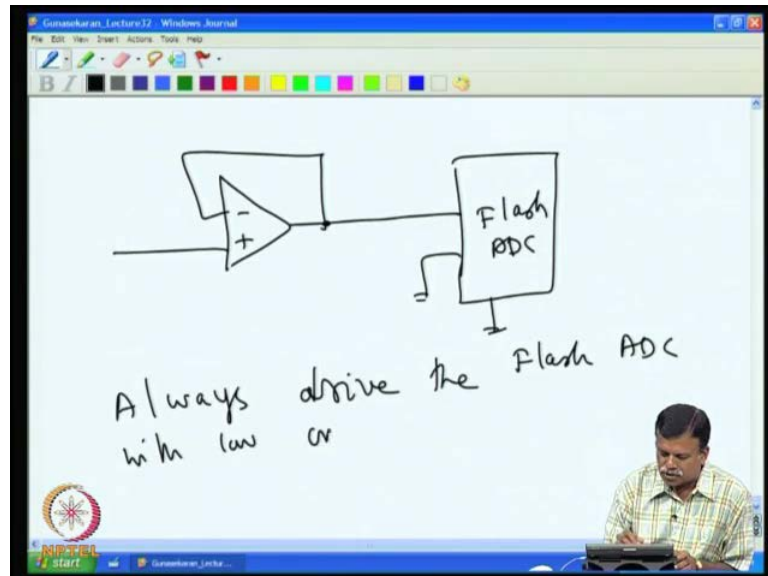 Gunasekaran_Lecture32 - Windows Journal
File Edit View Insert Actions Tools Help
B I
-
+
Flash
ADC
Always drive the Flash ADC
with low
NPTEL
start
Gunasekaran_Lectur...